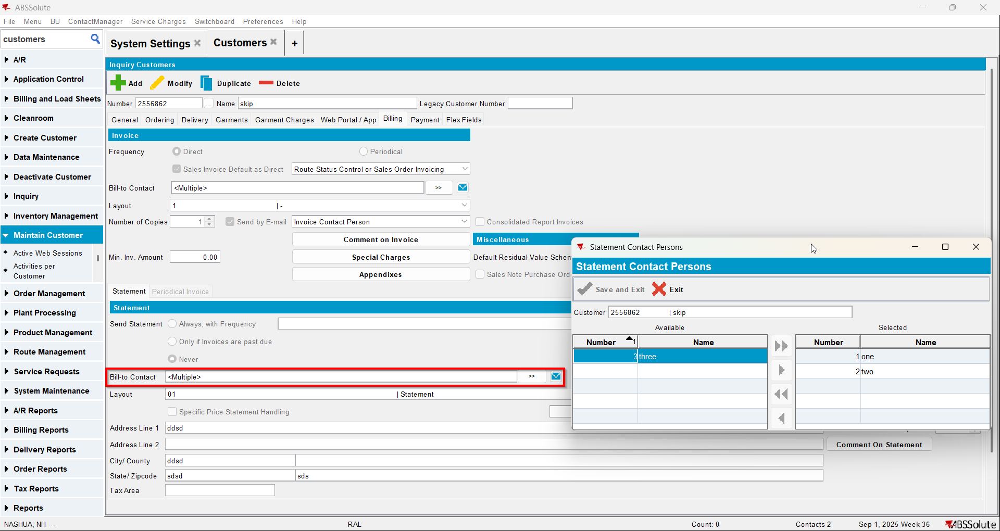 ABSSolute
File Menu BU ContactManager Service Charges Switchboard Preferences Help
customers
System Settings Customers +
A/R
Application Control
Billing and Load Sheets
Cleanroom
Create Customer
Data Maintenance
Deactivate Customer
Inquiry
Inventory Management
Maintain Customer
Active Web Sessions
Activities per
Customer
Order Management
Plant Processing
Product Management
Route Management
Service Requests
System Maintenance
A/R Reports
Billing Reports
Delivery Reports
Order Reports
Tax Reports
Reports
Inquiry Customers
Add Modify Duplicate Delete
Number 2556862 ... Name skip Legacy Customer Number
General Ordering Delivery Garments Garment Charges Web Portal / App Billing Payment Flex Fields
Invoice
Frequency Direct Periodical
Sales Invoice Default as Direct Route Status Control or Sales Order Invoicing
Bill-to Contact <Multiple> >>
Layout 1 | -
Number of Copies 1 Send by E-mail Invoice Contact Person Consolidated Report Invoices
Comment on Invoice Miscellaneous
Min. Inv. Amount 0.00 Special Charges Default Residual Value Schem
Appendixes Sales Note Purchase Ord
Statement Periodical Invoice
Statement
Send Statement Always, with Frequency
Only if Invoices are past due
Never
Bill-to Contact <Multiple> >>
Layout 01 | Statement
Specific Price Statement Handling
Address Line 1 ddsd
Address Line 2 Comment On Statement
City/ County ddsd
State/ Zipcode sdsd sds
Tax Area
Statement Contact Persons
Statement Contact Persons
Save and Exit Exit
Customer 2556862 | skip
Available Selected
Number 1 Name Number Name
3 three 1 one
2 two
NASHUA, NH - - RAL Count: 0 Contacts 2 Sep 1, 2025 Week 36 ABSSolute